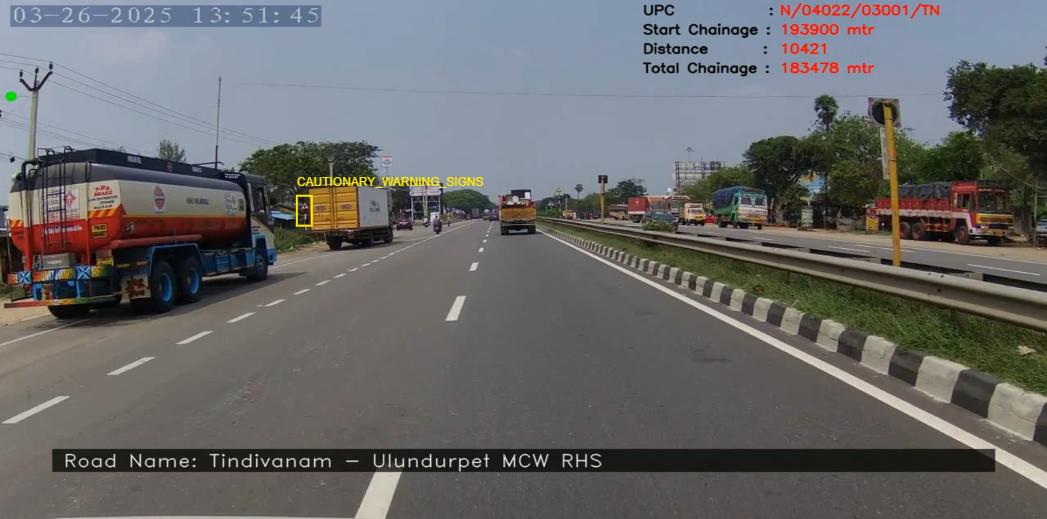 03-26-2025 13:51:45
UPC : N/04022/03001/TN
Start Chainage : 193900 mtr
Distance : 10421
Total Chainage : 183478 mtr
CAUTIONARY_WARNING_SIGNS
Road Name: Tindivanam - Ulundurpet MCW RHS